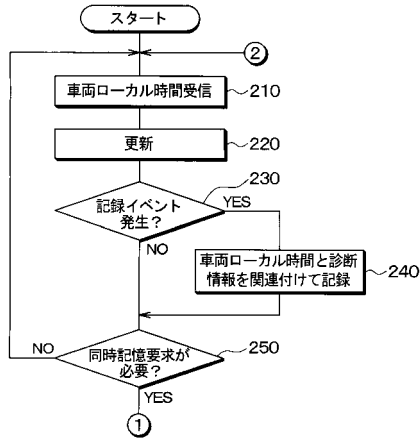 スタート
②
車両ローカル時間受信
210
更新
220
230
記録イベント
発生？
YES
NO
車両ローカル時間と診断
情報を関連付けて記録
240
250
同時記憶要求が
必要？
NO
YES
①